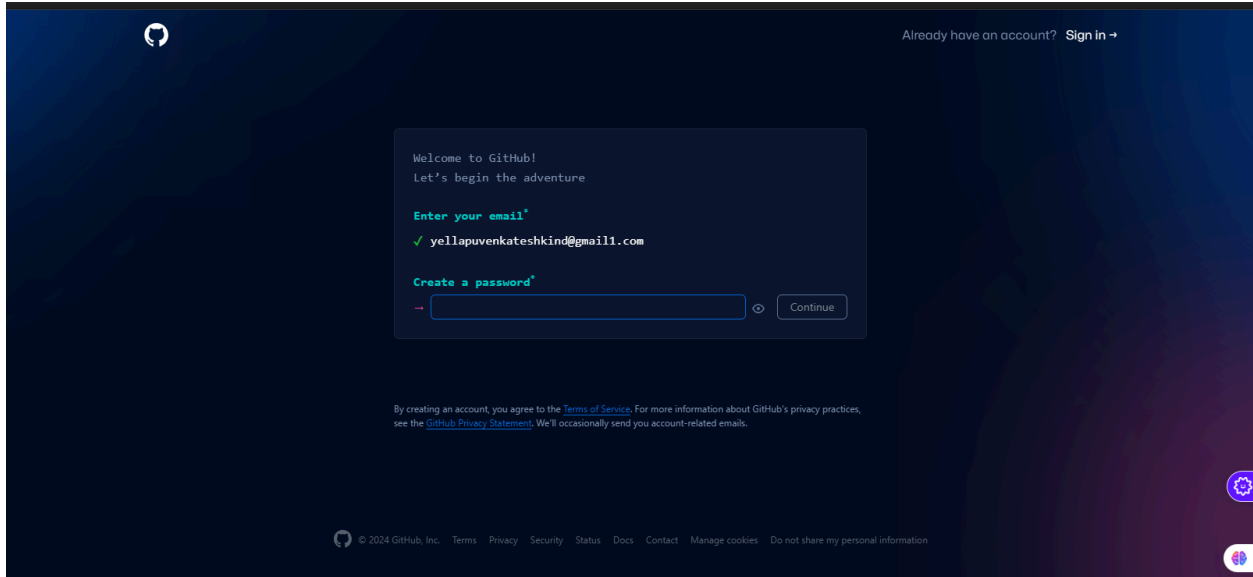 Already have an account? Sign in →
Welcome to GitHub!
Let's begin the adventure
Enter your email*
✓ yellapuvenkateshkind@gmail1.com
Create a password*
→ Continue
By creating an account, you agree to the Terms of Service. For more information about GitHub's privacy practices,
see the GitHub Privacy Statement. We'll occasionally send you account-related emails.
© 2024 GitHub, Inc. Terms Privacy Security Status Docs Contact Manage cookies Do not share my personal information